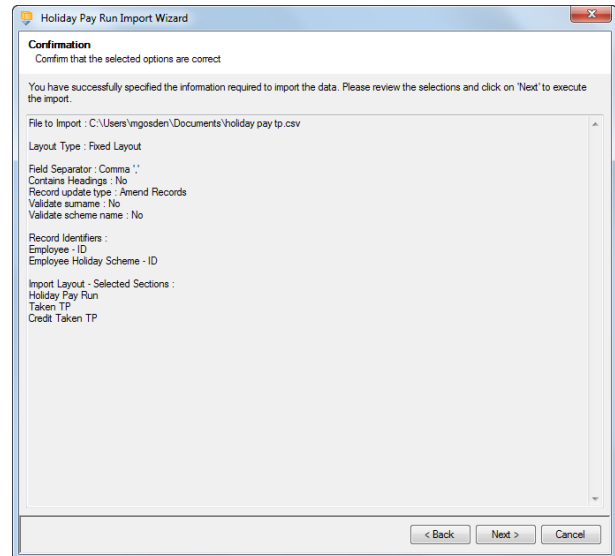 Holiday Pay Run Import Wizard
Confirmation
Comfirm that the selected options are correct
You have successfully specified the information required to import the data. Please review the selections and click on 'Next' to execute
the import.
File to Import : C:\Users\mgosden\Documents\holiday pay tp.csv
Layout Type : Fixed Layout
Field Separator : Comma ','
Contains Headings : No
Record update type : Amend Records
Validate surname : No
Validate scheme name : No
Record Identifiers :
Employee - ID
Employee Holiday Scheme - ID
Import Layout - Selected Sections :
Holiday Pay Run
Taken TP
Credit Taken TP
< Back Next > Cancel